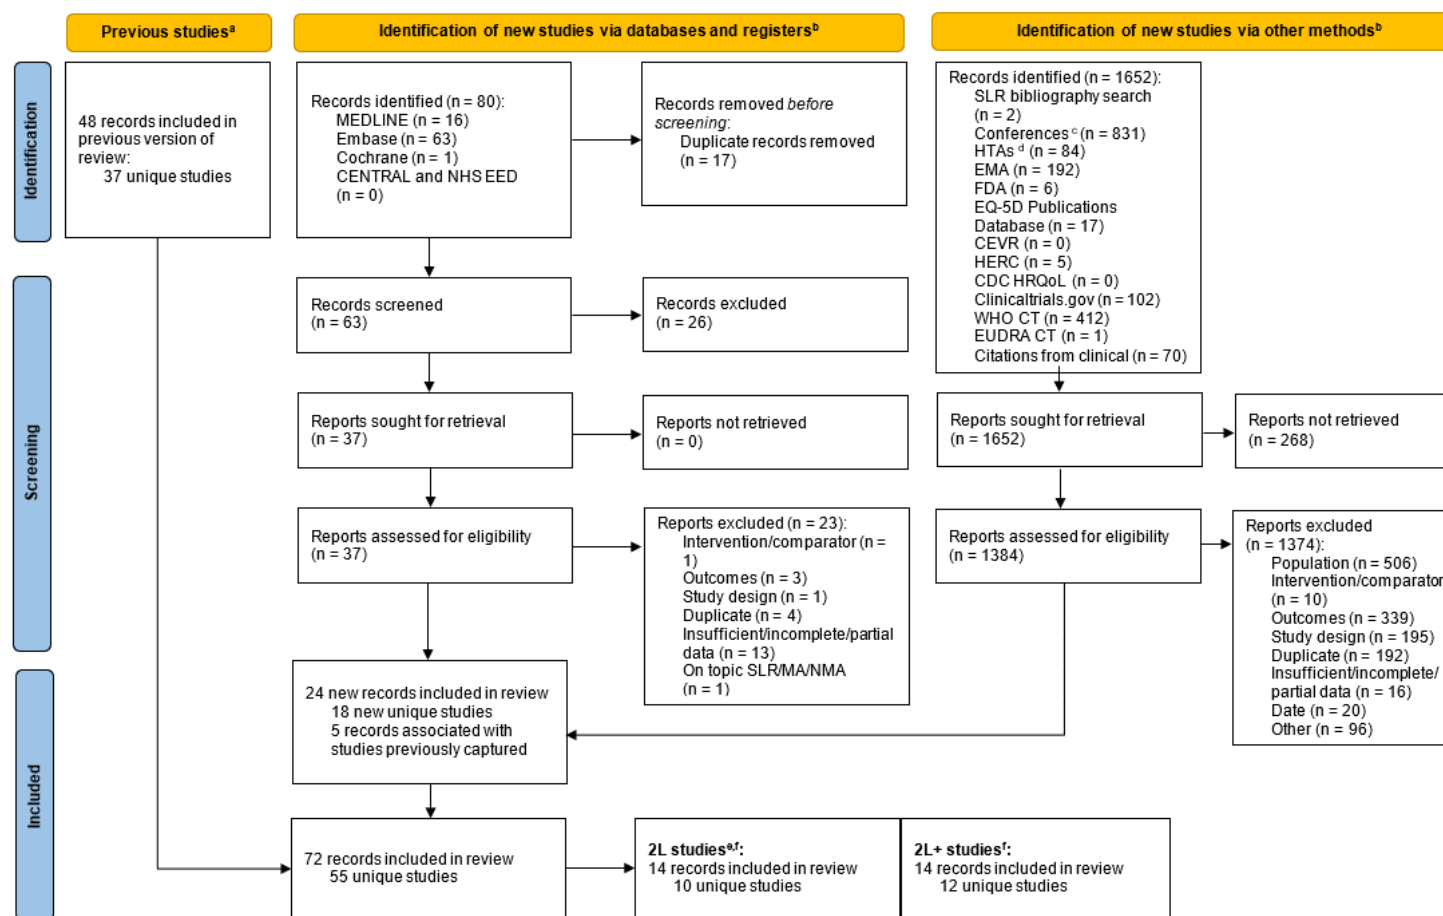 Previous studiesᵃ
Identification of new studies via databases and registersᵇ
Identification of new studies via other methodsᵇ
Identification
48 records included in
previous version of
review:
37 unique studies
Records identified (n = 80):
MEDLINE (n = 16)
Embase (n = 63)
Cochrane (n = 1)
CENTRAL and NHS EED
(n = 0)
Records removed before
screening:
Duplicate records removed
(n = 17)
Records identified (n = 1652):
SLR bibliography search
(n = 2)
Conferences ᶜ (n = 831)
HTAs ᵈ (n = 84)
EMA (n = 192)
FDA (n = 6)
EQ-5D Publications
Database (n = 17)
CEVR (n = 0)
HERC (n = 5)
CDC HRQoL (n = 0)
Clinicaltrials.gov (n = 102)
WHO CT (n = 412)
EUDRA CT (n = 1)
Citations from clinical (n = 70)
Screening
Records screened
(n = 63)
Records excluded
(n = 26)
Reports sought for retrieval
(n = 37)
Reports not retrieved
(n = 0)
Reports sought for retrieval
(n = 1652)
Reports not retrieved
(n = 268)
Reports assessed for eligibility
(n = 37)
Reports excluded (n = 23):
Intervention/comparator (n =
1)
Outcomes (n = 3)
Study design (n = 1)
Duplicate (n = 4)
Insufficient/incomplete/partial
data (n = 13)
On topic SLR/MA/NMA
(n = 1)
Reports assessed for eligibility
(n = 1384)
Reports excluded
(n = 1374):
Population (n = 506)
Intervention/comparator
(n = 10)
Outcomes (n = 339)
Study design (n = 195)
Duplicate (n = 192)
Insufficient/incomplete/
partial data (n = 16)
Date (n = 20)
Other (n = 96)
Included
24 new records included in review
18 new unique studies
5 records associated with
studies previously captured
72 records included in review
55 unique studies
2L studiesᵉ,ᶠ:
14 records included in review
10 unique studies
2L+ studiesᶠ:
14 records included in review
12 unique studies